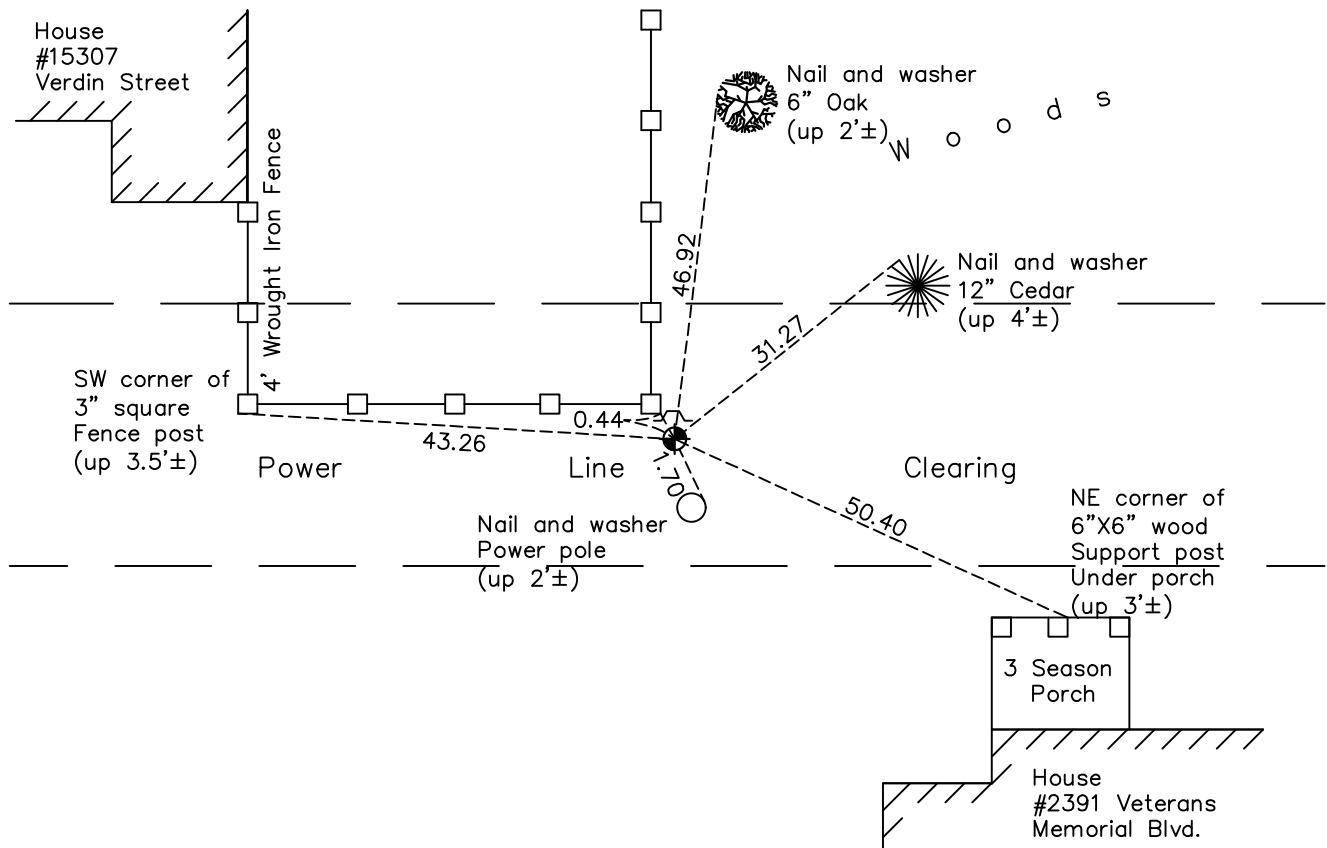 House
#15307
Verdin Street
Nail and washer
6" Oak
(up 2'±)
Woods
4' Wrought Iron Fence
46.92
Nail and washer
12" Cedar
(up 4'±)
31.27
SW corner of
3" square
Fence post
(up 3.5'±)
0.44
43.26
Power Line Clearing
1.70
50.40
Nail and washer
Power pole
(up 2'±)
NE corner of
6"X6" wood
Support post
Under porch
(up 3'±)
3 Season
Porch
House
#2391 Veterans
Memorial Blvd.